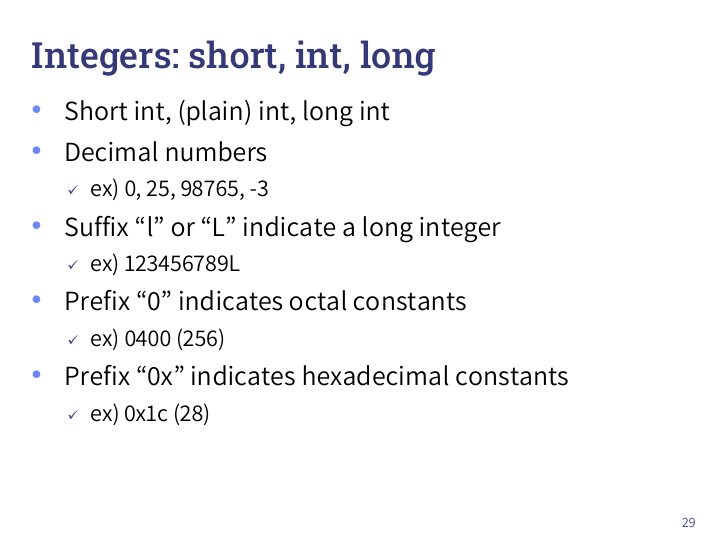 Integers: short, int, long
• Short int, (plain) int, long int
• Decimal numbers
✓ ex) 0, 25, 98765, -3
• Suffix “l” or “L” indicate a long integer
✓ ex) 123456789L
• Prefix “0” indicates octal constants
✓ ex) 0400 (256)
• Prefix “0x” indicates hexadecimal constants
✓ ex) 0x1c (28)
29